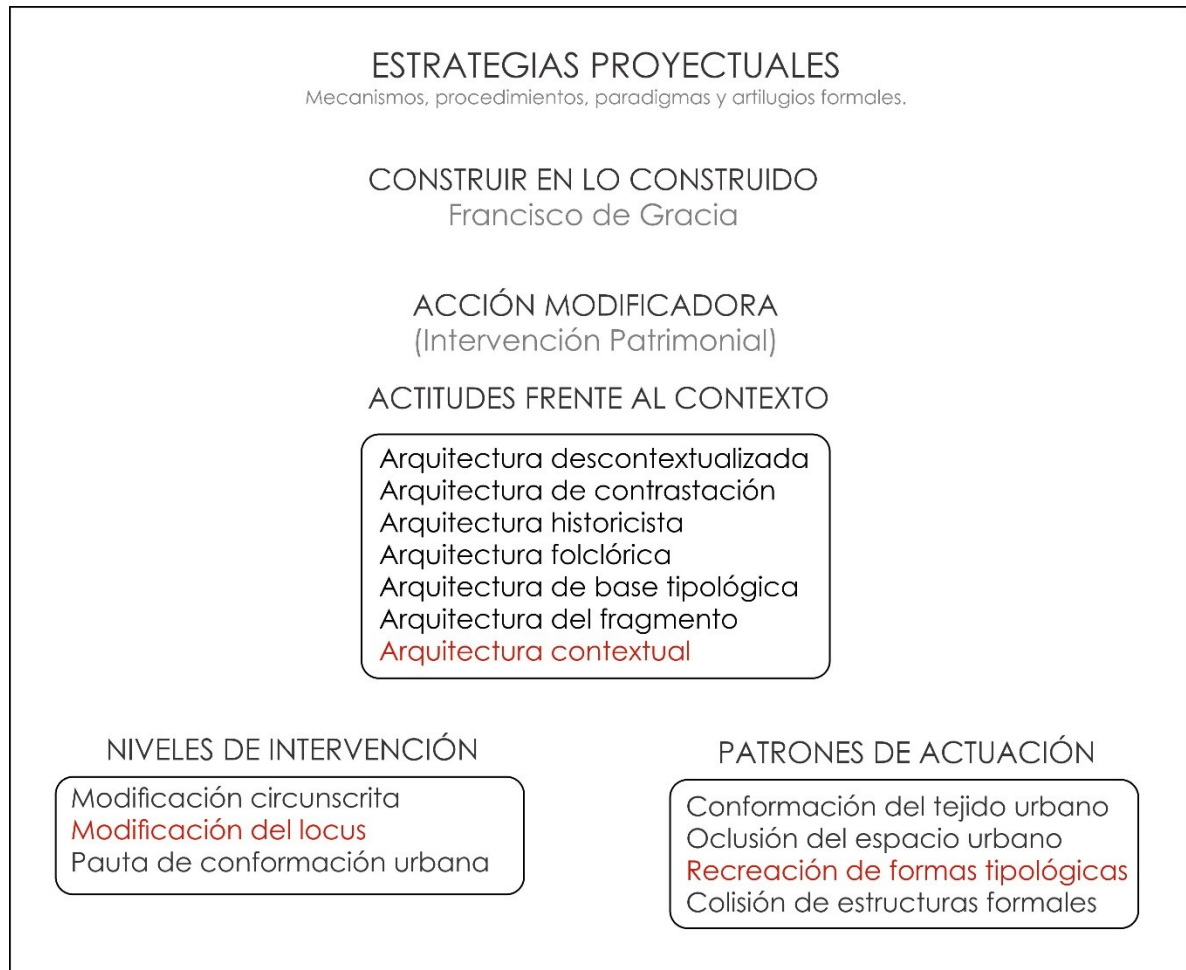 ESTRATEGIAS PROYECTUALES
Mecanismos, procedimientos, paradigmas y artilugios formales.
CONSTRUIR EN LO CONSTRUIDO
Francisco de Gracia
ACCIÓN MODIFICADORA
(Intervención Patrimonial)
ACTITUDES FRENTE AL CONTEXTO
Arquitectura descontextualizada
Arquitectura de contrastación
Arquitectura historicista
Arquitectura folclórica
Arquitectura de base tipológica
Arquitectura del fragmento
Arquitectura contextual
NIVELES DE INTERVENCIÓN
Modificación circunscrita
Modificación del locus
Pauta de conformación urbana
PATRONES DE ACTUACIÓN
Conformación del tejido urbano
Oclusión del espacio urbano
Recreación de formas tipológicas
Colisión de estructuras formales